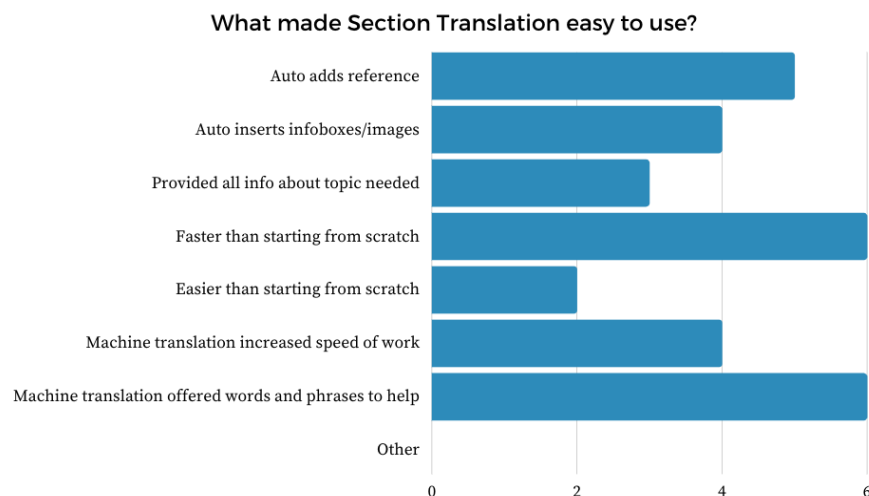 What made Section Translation easy to use?
Auto adds reference
Auto inserts infoboxes/images
Provided all info about topic needed
Faster than starting from scratch
Easier than starting from scratch
Machine translation increased speed of work
Machine translation offered words and phrases to help
Other
0 2 4 6